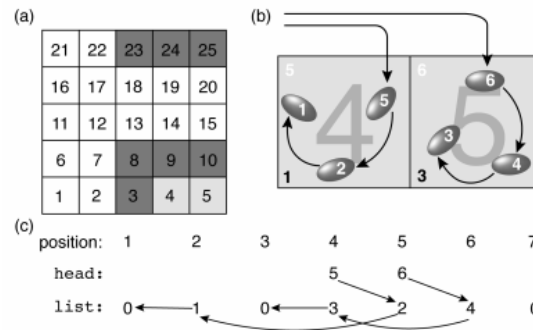 (a)
21 22 23 24 25
16 17 18 19 20
11 12 13 14 15
6 7 8 9 10
1 2 3 4 5
(b)
5 6
4 5
1 5 6
2 3 4
1 3
(c)
position: 1 2 3 4 5 6 7
head: 5 6
list: 0 1 0 3 2 4 0